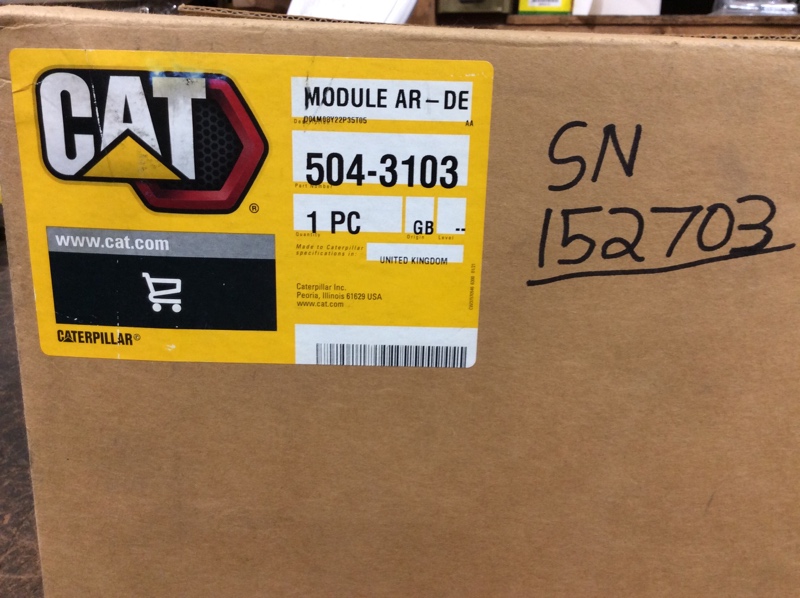 CAT
®
www.cat.com
CATERPILLAR®
MODULE AR-DE
AA
504-3103
Part Number
1 PC
GB
--
Quantity
Origin
Level
Made to Caterpillar
specifications in
UNITED KINGDOM
Caterpillar Inc.
Peoria, Illinois 61629 USA
www.cat.com
SN
152703